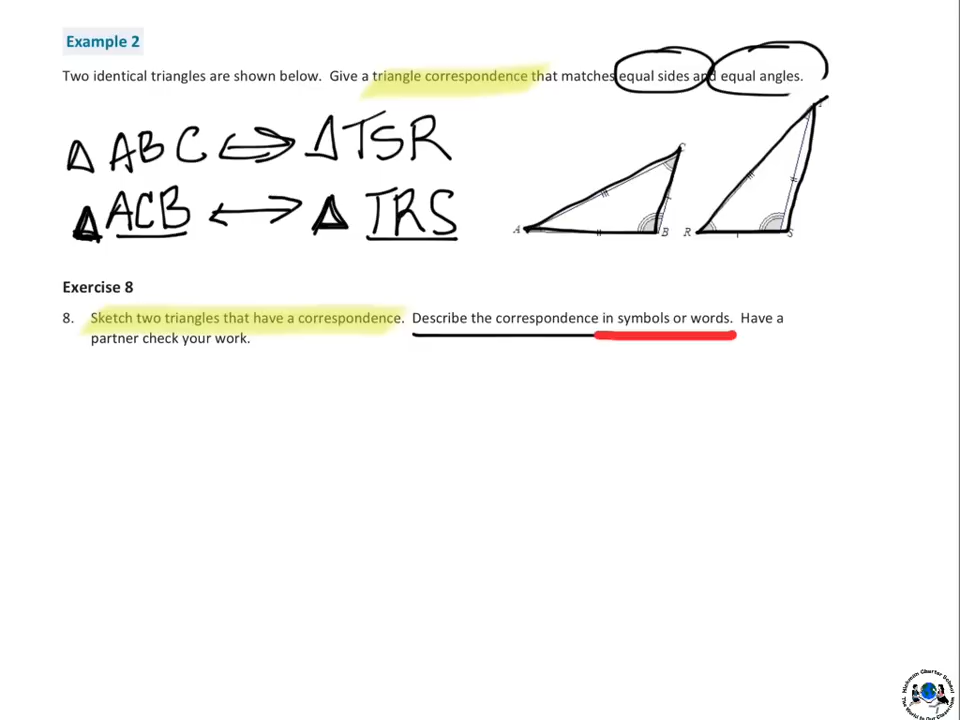 Example 2
Two identical triangles are shown below. Give a triangle correspondence that matches equal sides and equal angles.
△ ABC ⟺ △TSR
△ ACB ⟷ △ TRS
C
A
B
R
S
Exercise 8
8. Sketch two triangles that have a correspondence. Describe the correspondence in symbols or words. Have a
partner check your work.